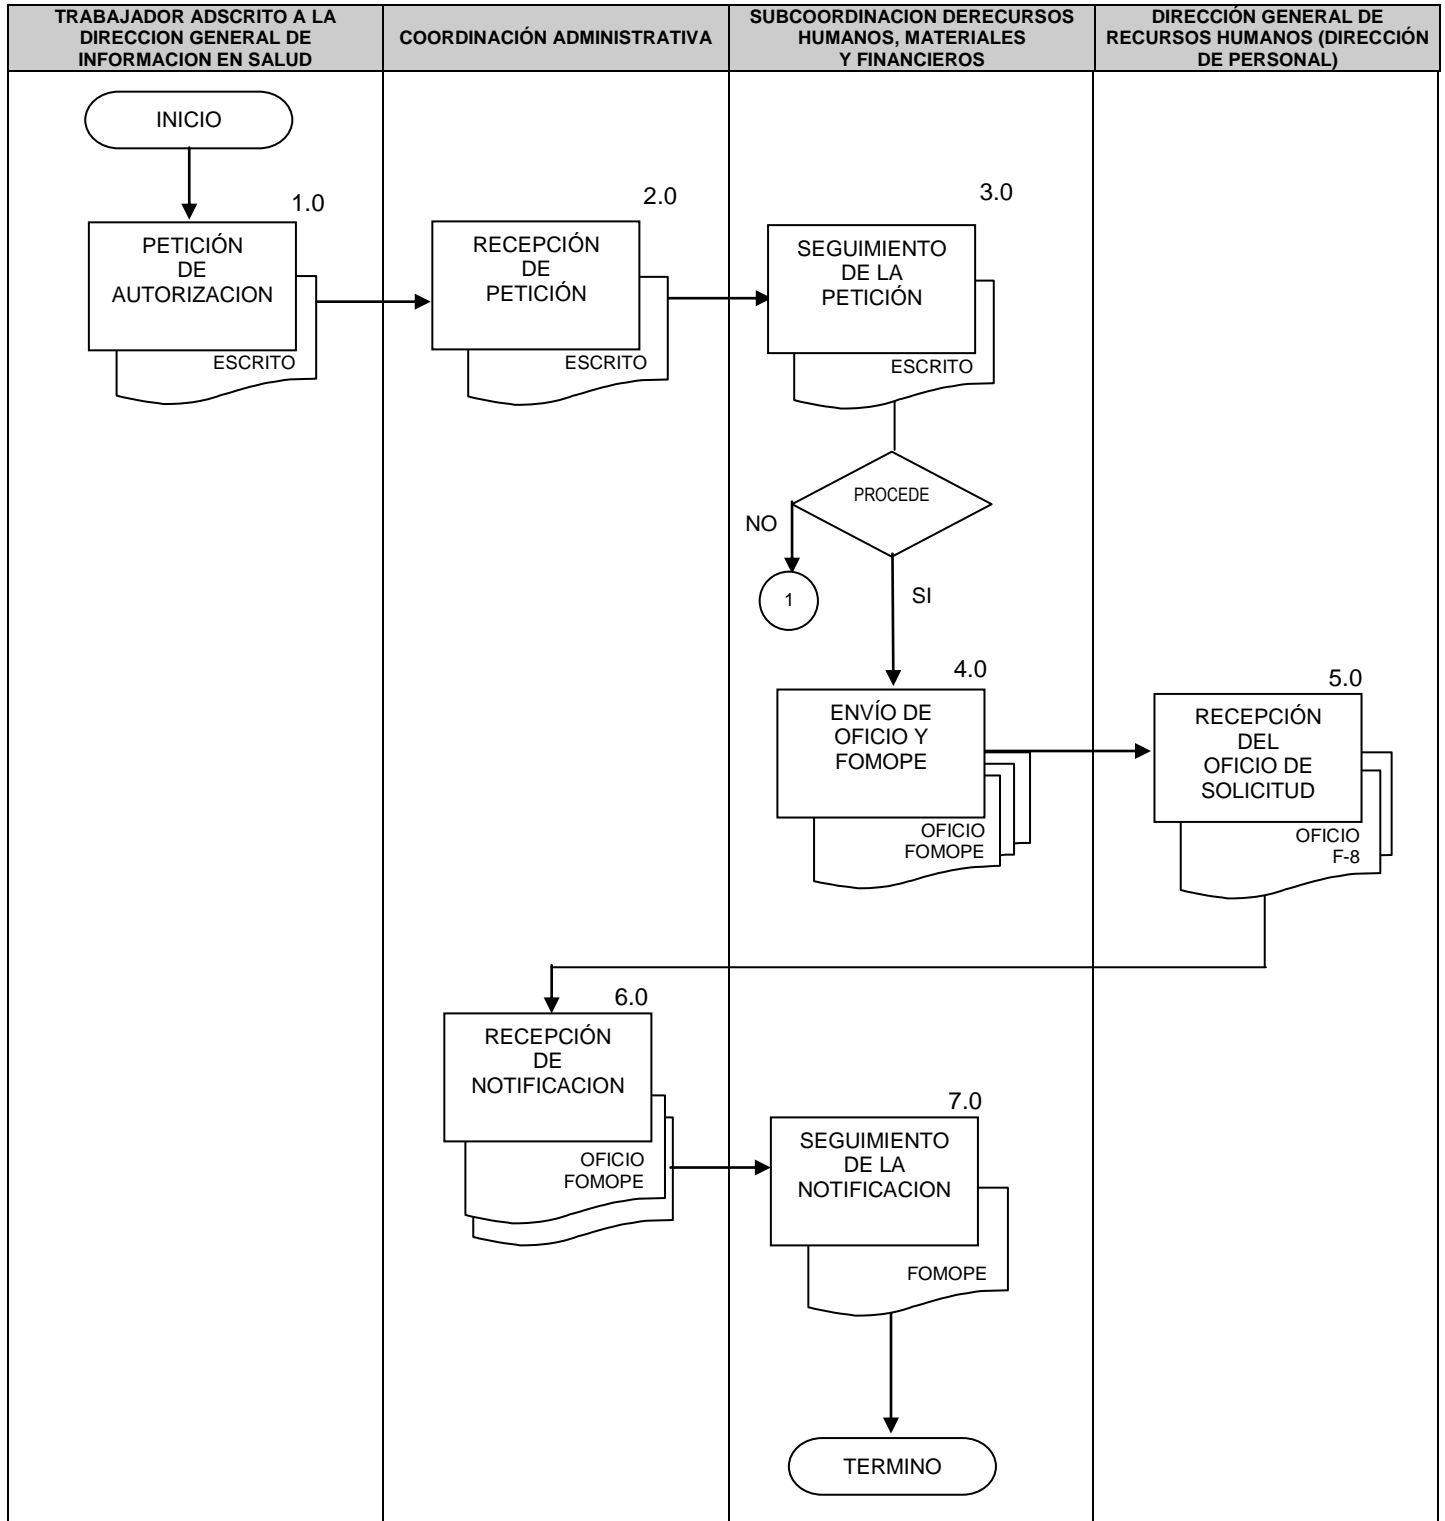 TRABAJADOR ADSCRITO A LA
DIRECCION GENERAL DE
INFORMACION EN SALUD
COORDINACIÓN ADMINISTRATIVA
SUBCOORDINACION DERECURSOS
HUMANOS, MATERIALES
Y FINANCIEROS
DIRECCIÓN GENERAL DE
RECURSOS HUMANOS (DIRECCIÓN
DE PERSONAL)
INICIO
1.0
PETICIÓN
DE
AUTORIZACION
ESCRITO
2.0
RECEPCIÓN
DE
PETICIÓN
ESCRITO
3.0
SEGUIMIENTO
DE LA
PETICIÓN
ESCRITO
PROCEDE
NO
1
SI
4.0
ENVÍO DE
OFICIO Y
FOMOPE
OFICIO
FOMOPE
5.0
RECEPCIÓN
DEL
OFICIO DE
SOLICITUD
OFICIO
F-8
6.0
RECEPCIÓN
DE
NOTIFICACION
OFICIO
FOMOPE
7.0
SEGUIMIENTO
DE LA
NOTIFICACION
FOMOPE
TERMINO